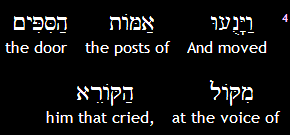 וַיָּנֻעוּ אַמּוֹת הַסִּפִּים 4
the door the posts of And moved
מִקּוֹל הַקּוֹרֵא
him that cried, at the voice of